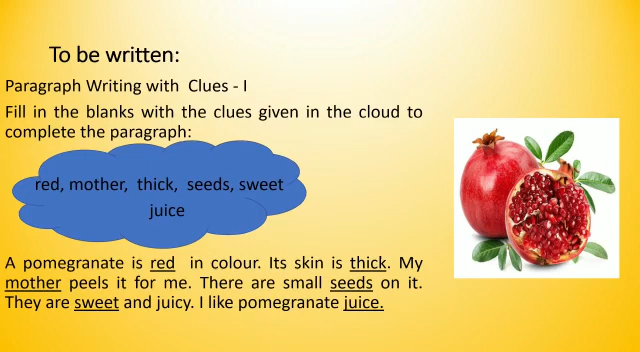 To be written:
Paragraph Writing with Clues - I
Fill in the blanks with the clues given in the cloud to
complete the paragraph:
red, mother, thick, seeds, sweet
juice
A pomegranate is red in colour. Its skin is thick. My
mother peels it for me. There are small seeds on it.
They are sweet and juicy. I like pomegranate juice.